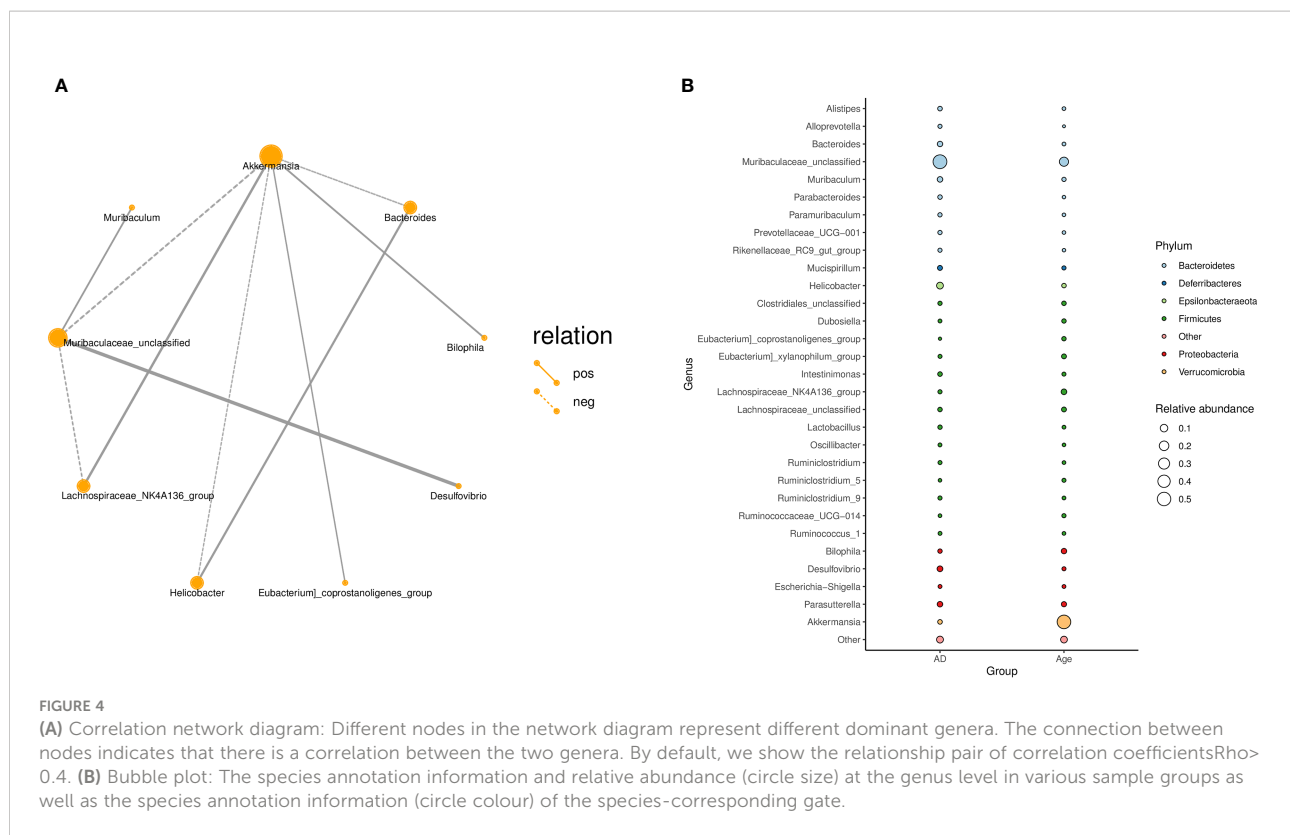 A
Akkermansia
Muribaculum
Bacteroides
Muribaculaceae_unclassified
Bilophila
Lachnospiraceae_NK4A136_group
Desulfovibrio
Helicobacter
Eubacterium]_coprostanoligenes_group
relation
pos
neg
B
Genus
Alistipes
Alloprevotella
Bacteroides
Muribaculaceae_unclassified
Muribaculum
Parabacteroides
Paramuribaculum
Prevotellaceae_UCG-001
Rikenellaceae_RC9_gut_group
Mucispirillum
Helicobacter
Clostridiales_unclassified
Dubosiella
Eubacterium]_coprostanoligenes_group
Eubacterium]_xylanophilum_group
Intestinimonas
Lachnospiraceae_NK4A136_group
Lachnospiraceae_unclassified
Lactobacillus
Oscillibacter
Ruminiclostridium
Ruminiclostridium_5
Ruminiclostridium_9
Ruminococcaceae_UCG-014
Ruminococcus_1
Bilophila
Desulfovibrio
Escherichia-Shigella
Parasutterella
Akkermansia
Other
AD Age
Group
Phylum
Bacteroidetes
Deferribacteres
Epsilonbacteraeota
Firmicutes
Other
Proteobacteria
Verrucomicrobia
Relative abundance
0.1
0.2
0.3
0.4
0.5
FIGURE 4
(A) Correlation network diagram: Different nodes in the network diagram represent different dominant genera. The connection between
nodes indicates that there is a correlation between the two genera. By default, we show the relationship pair of correlation coefficientsRho>
0.4. (B) Bubble plot: The species annotation information and relative abundance (circle size) at the genus level in various sample groups as
well as the species annotation information (circle colour) of the species-corresponding gate.